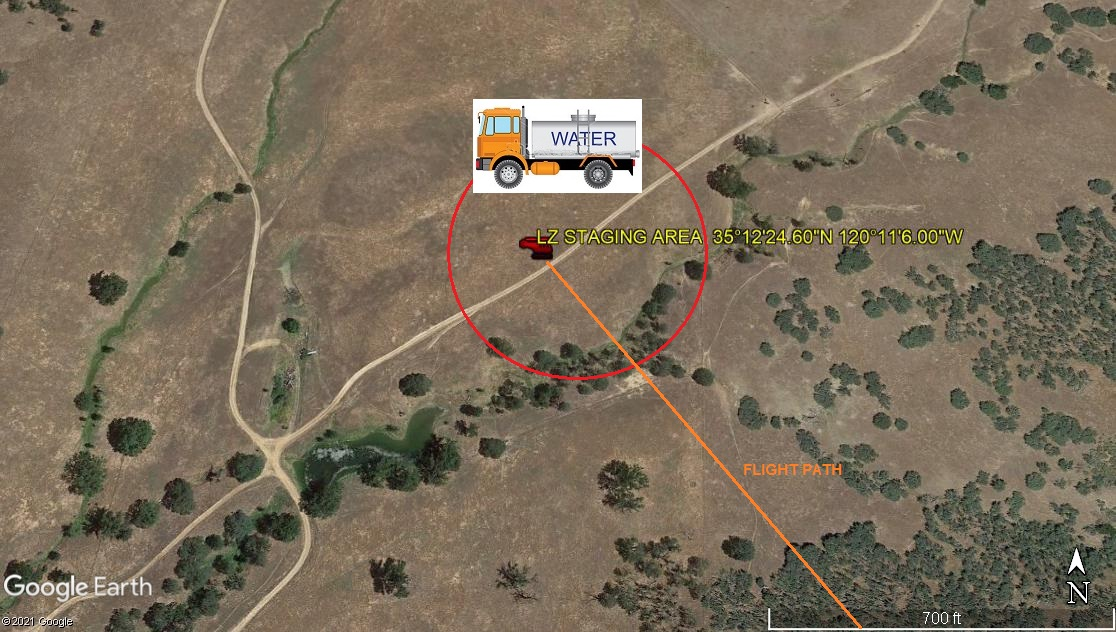 WATER
LZ STAGING AREA 35°12'24.60"N 120°11'6.00"W
FLIGHT PATH
N
Google Earth
700 ft
©2021 Google